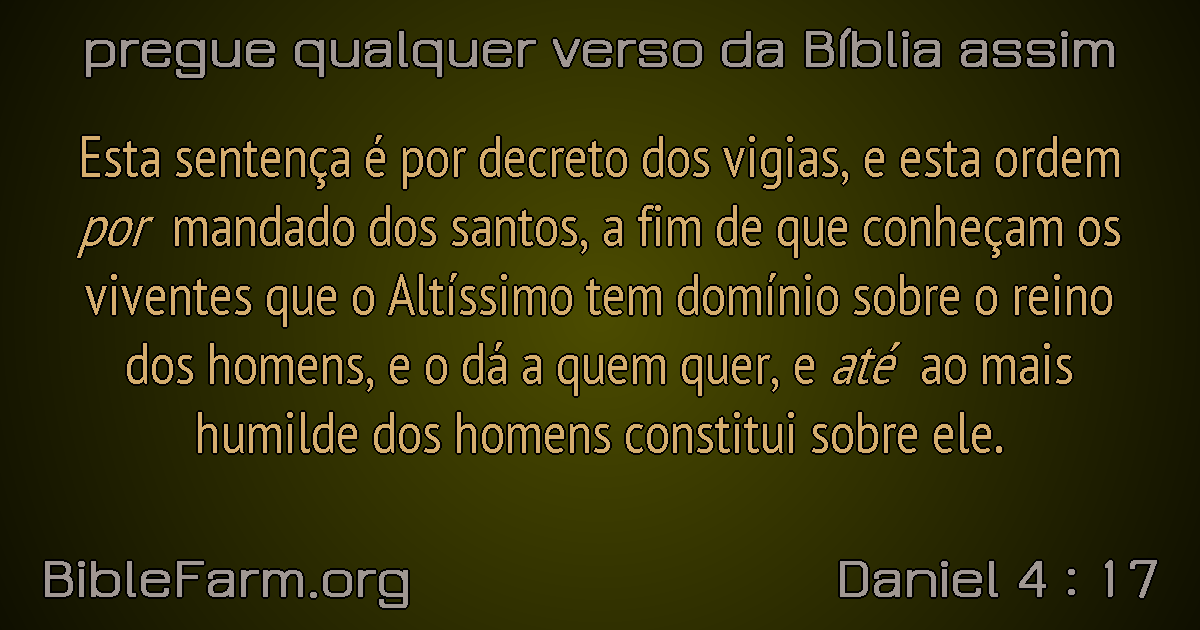 pregue qualquer verso da Bíblia assim
Esta sentença é por decreto dos vigias, e esta ordem
por mandado dos santos, a fim de que conheçam os
viventes que o Altíssimo tem domínio sobre o reino
dos homens, e o dá a quem quer, e até ao mais
humilde dos homens constitui sobre ele.
BibleFarm.org
Daniel 4 : 17